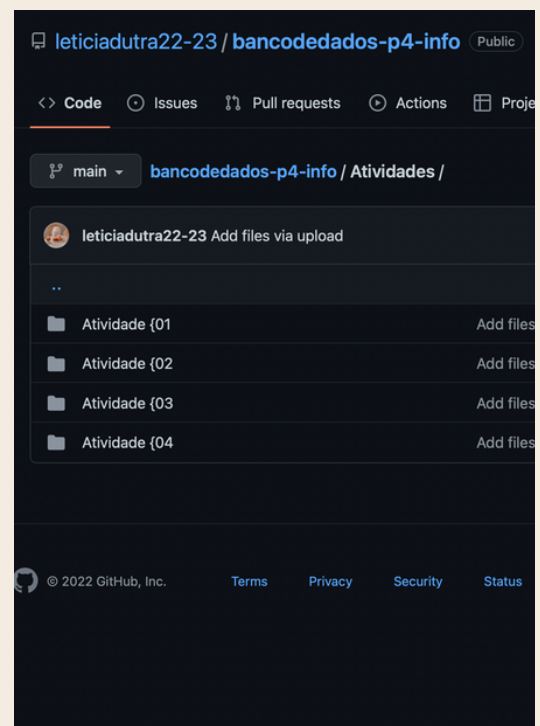 leticiadutra22-23 / bancodedados-p4-info Public
<> Code Issues Pull requests Actions Proje
main bancodedados-p4-info / Atividades /
leticiadutra22-23 Add files via upload
..
Atividade {01 Add files
Atividade {02 Add files
Atividade {03 Add files
Atividade {04 Add files
© 2022 GitHub, Inc. Terms Privacy Security Status